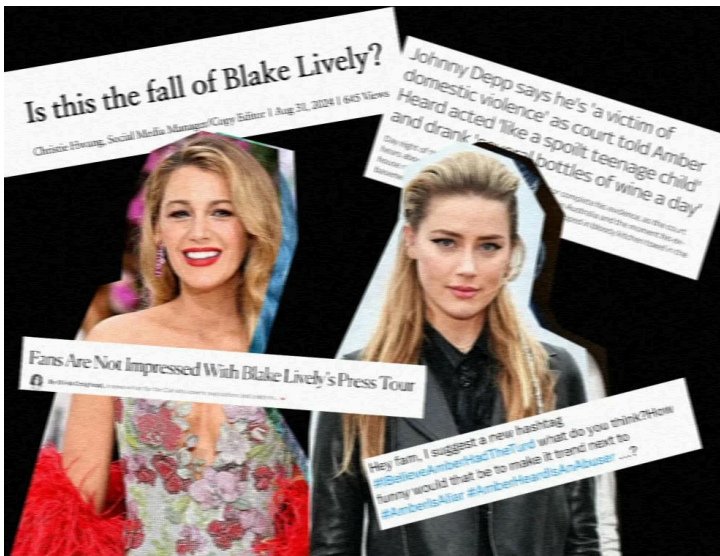 Is this the fall of Blake Lively?
Christie Hwang, Social Media Manager/Copy Editor | Aug 31, 2024 | 645 Views
Johnny Depp says he's 'a victim of
domestic violence' as court told Amber
Heard acted 'like a spoilt teenage child'
and drank bottles of wine a day'
Fans Are Not Impressed With Blake Lively's Press Tour
Hey fam, I suggest a new hashtag
#IBelieveAmberHadTheTurd what do you think?How
funny would that be to make it trend next to
#AmberIsAliar #AmberHeardIsAnAbuser ...?